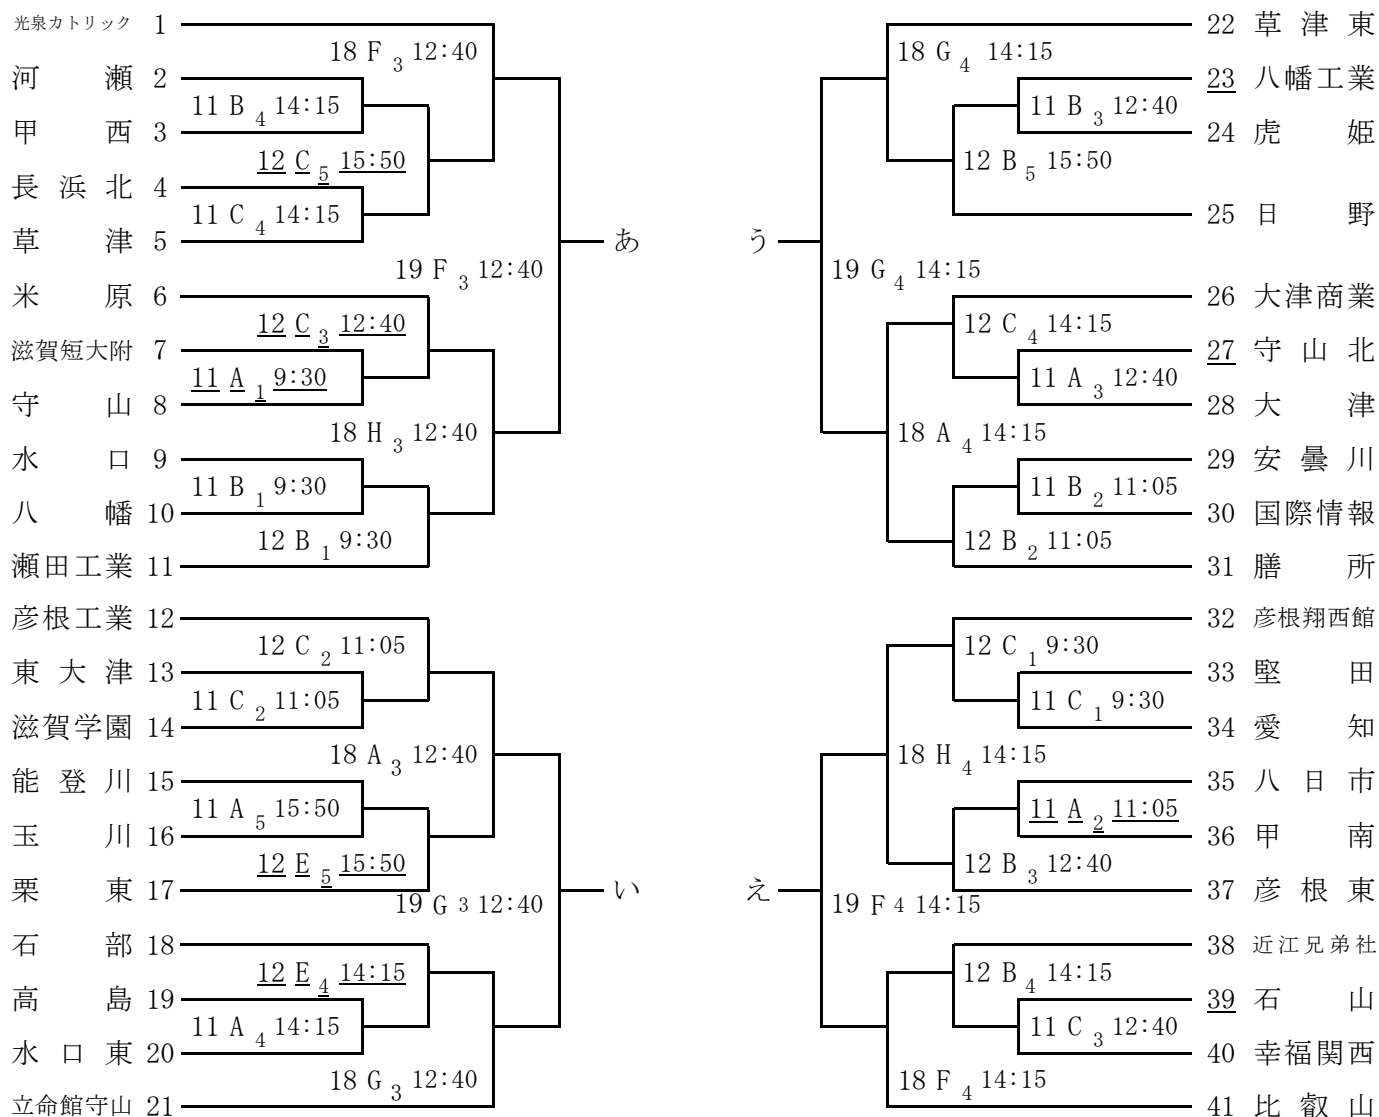 光泉カトリック 1
18 F 3 12:40
河瀬 2
11 B 4 14:15
甲西 3
12 C 5 15:50
長浜北 4
11 C 4 14:15
草津 5
あ
19 F 3 12:40
米原 6
12 C 3 12:40
滋賀短大附 7
11 A 1 9:30
守山 8
18 H 3 12:40
水口 9
11 B 1 9:30
八幡 10
12 B 1 9:30
瀬田工業 11
彦根工業 12
12 C 2 11:05
東大津 13
11 C 2 11:05
滋賀学園 14
18 A 3 12:40
能登川 15
11 A 5 15:50
玉川 16
12 E 5 15:50
栗東 17
い
19 G 3 12:40
石部 18
12 E 4 14:15
高島 19
11 A 4 14:15
水口東 20
18 G 3 12:40
立命館守山 21
22 草津東
18 G 4 14:15
23 八幡工業
11 B 3 12:40
24 虎姫
12 B 5 15:50
25 日野
う
19 G 4 14:15
26 大津商業
12 C 4 14:15
27 守山北
11 A 3 12:40
28 大津
18 A 4 14:15
29 安曇川
11 B 2 11:05
30 国際情報
12 B 2 11:05
31 膳所
32 彦根翔西館
12 C 1 9:30
33 堅田
11 C 1 9:30
34 愛知
18 H 4 14:15
35 八日市
11 A 2 11:05
36 甲南
12 B 3 12:40
37 彦根東
え
19 F 4 14:15
38 近江兄弟社
12 B 4 14:15
39 石山
11 C 3 12:40
40 幸福関西
18 F 4 14:15
41 比叡山